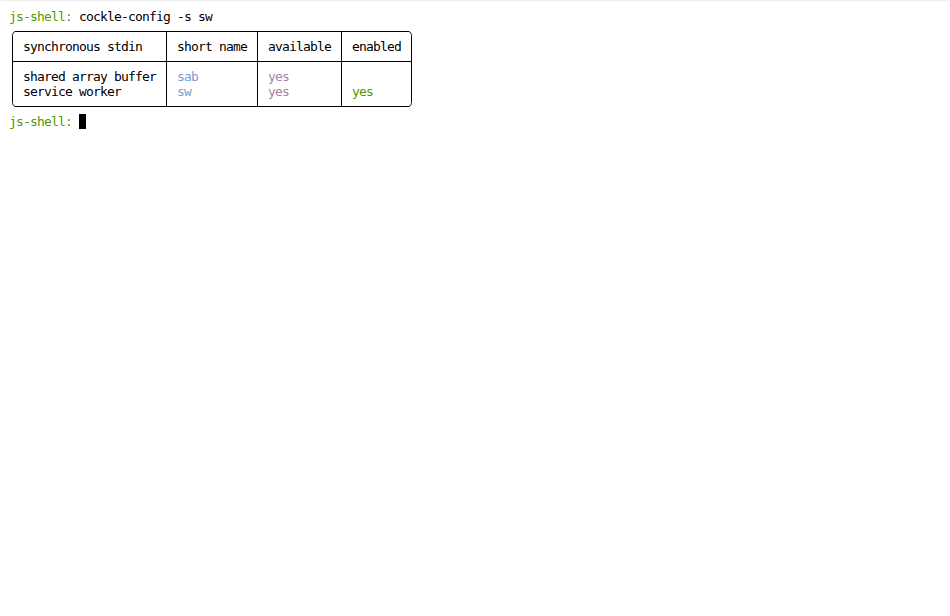 js-shell: cockle-config -s sw
synchronous stdin short name available enabled
shared array buffer sab yes
service worker sw yes yes
js-shell: